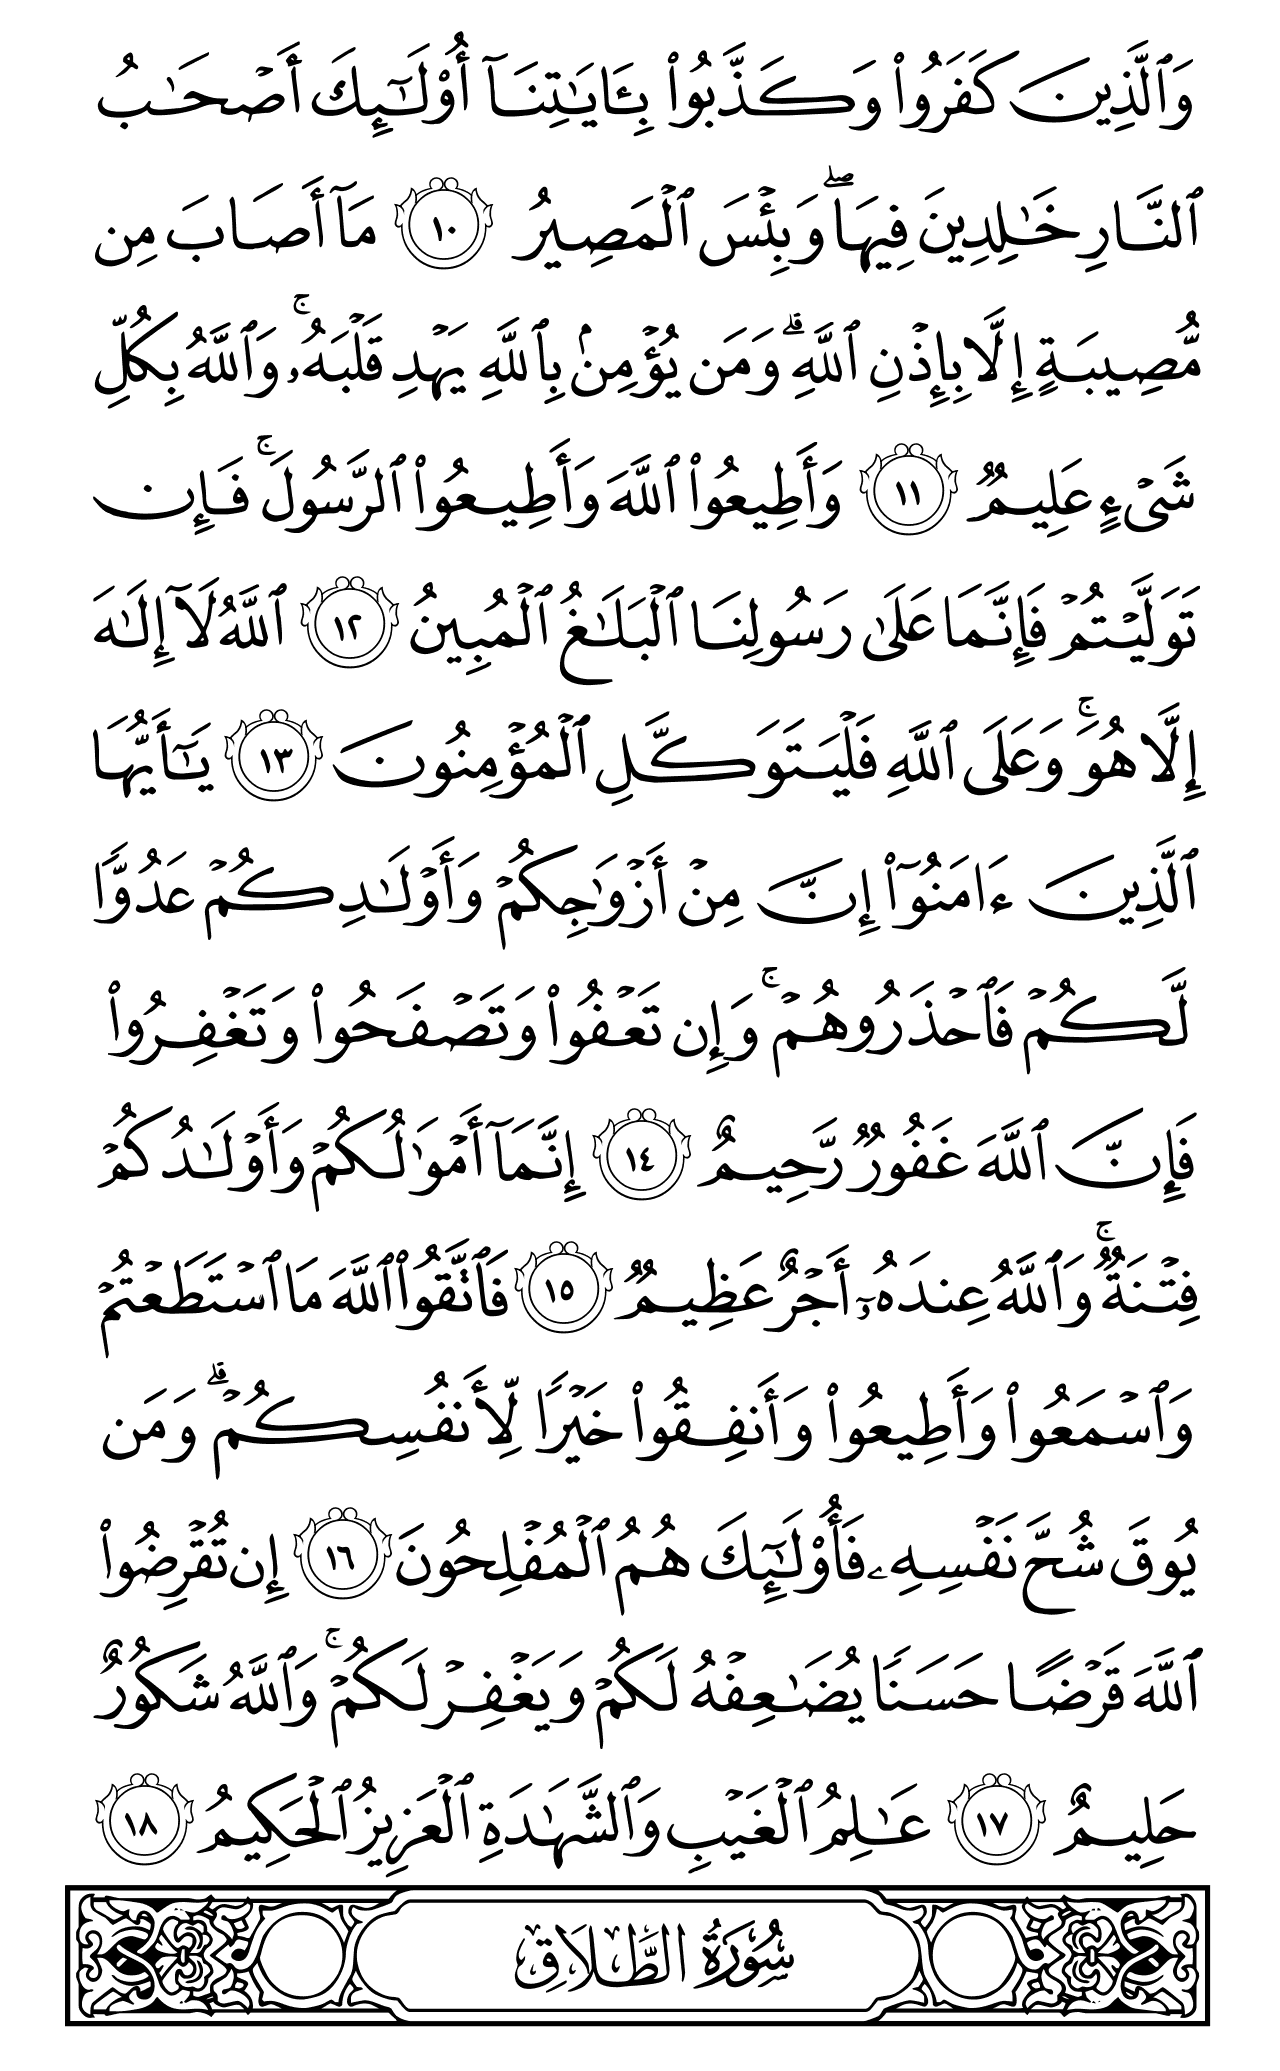 وَٱلَّذِينَ كَفَرُوا۟ وَكَذَّبُوا۟ بِـَٔايَـٰتِنَآ أُو۟لَـٰٓئِكَ أَصْحَـٰبُ
ٱلنَّارِ خَـٰلِدِينَ فِيهَا ۖ وَبِئْسَ ٱلْمَصِيرُ ١٠ مَآ أَصَابَ مِن
مُّصِيبَةٍ إِلَّا بِإِذْنِ ٱللَّهِ ۗ وَمَن يُؤْمِنۢ بِٱللَّهِ يَهْدِ قَلْبَهُۥ ۚ وَٱللَّهُ بِكُلِّ
شَىْءٍ عَلِيمٌ ١١ وَأَطِيعُوا۟ ٱللَّهَ وَأَطِيعُوا۟ ٱلرَّسُولَ ۚ فَإِن
تَوَلَّيْتُمْ فَإِنَّمَا عَلَىٰ رَسُولِنَا ٱلْبَلَـٰغُ ٱلْمُبِينُ ١٢ ٱللَّهُ لَآ إِلَـٰهَ
إِلَّا هُوَ ۚ وَعَلَى ٱللَّهِ فَلْيَتَوَكَّلِ ٱلْمُؤْمِنُونَ ١٣ يَـٰٓأَيُّهَا
ٱلَّذِينَ ءَامَنُوٓا۟ إِنَّ مِنْ أَزْوَٰجِكُمْ وَأَوْلَـٰدِكُمْ عَدُوًّا
لَّكُمْ فَٱحْذَرُوهُمْ ۚ وَإِن تَعْفُوا۟ وَتَصْفَحُوا۟ وَتَغْفِرُوا۟
فَإِنَّ ٱللَّهَ غَفُورٌ رَّحِيمٌ ١٤ إِنَّمَآ أَمْوَٰلُكُمْ وَأَوْلَـٰدُكُمْ
فِتْنَةٌ ۚ وَٱللَّهُ عِندَهُۥٓ أَجْرٌ عَظِيمٌ ١٥ فَٱتَّقُوا۟ ٱللَّهَ مَا ٱسْتَطَعْتُمْ
وَٱسْمَعُوا۟ وَأَطِيعُوا۟ وَأَنفِقُوا۟ خَيْرًا لِّأَنفُسِكُمْ ۗ وَمَن
يُوقَ شُحَّ نَفْسِهِۦ فَأُو۟لَـٰٓئِكَ هُمُ ٱلْمُفْلِحُونَ ١٦ إِن تُقْرِضُوا۟
ٱللَّهَ قَرْضًا حَسَنًا يُضَـٰعِفْهُ لَكُمْ وَيَغْفِرْ لَكُمْ ۚ وَٱللَّهُ شَكُورٌ
حَلِيمٌ ١٧ عَـٰلِمُ ٱلْغَيْبِ وَٱلشَّهَـٰدَةِ ٱلْعَزِيزُ ٱلْحَكِيمُ ١٨
سُورَةُ الطَّلَاقِ